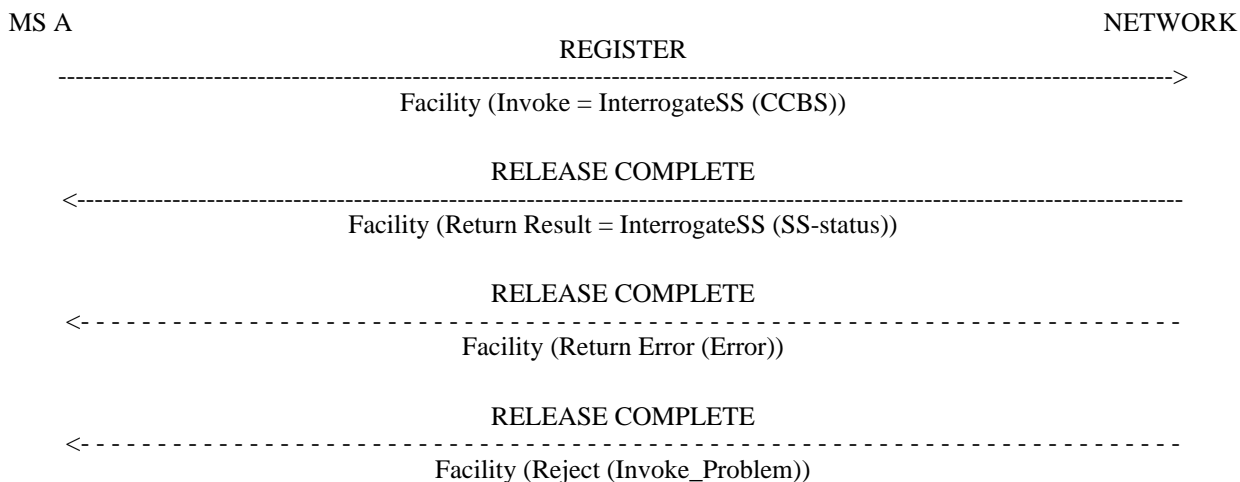 MS A NETWORK
REGISTER
------------------------------------------------------------------------------------------------------------------------------------>
Facility (Invoke = InterrogateSS (CCBS))
RELEASE COMPLETE
<------------------------------------------------------------------------------------------------------------------------------------
Facility (Return Result = InterrogateSS (SS-status))
RELEASE COMPLETE
<- - - - - - - - - - - - - - - - - - - - - - - - - - - - - - - - - - - - - - - - - - - - - - - - - - - - - - - - - - - - - - - - - - - - - - - -
Facility (Return Error (Error))
RELEASE COMPLETE
<- - - - - - - - - - - - - - - - - - - - - - - - - - - - - - - - - - - - - - - - - - - - - - - - - - - - - - - - - - - - - - - - - - - - - - - -
Facility (Reject (Invoke_Problem))